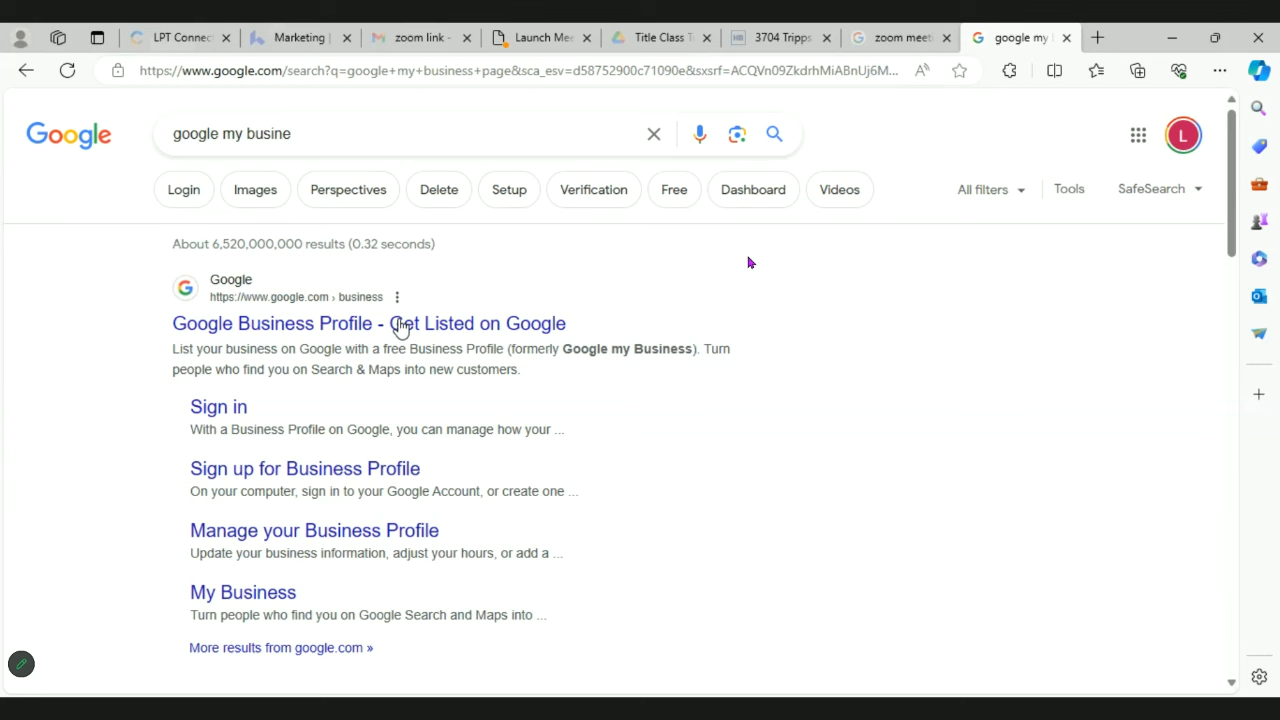 LPT Connec
Marketing |
zoom link -
Launch Me
Title Class T
3704 Tripps
zoom meet
google my
https://www.google.com/search?q=google+my+business+page&sca_esv=d58752900c71090e&sxsrf=ACQVn09ZkdrhMiABnUj6M...
Google
google my busine
L
Login
Images
Perspectives
Delete
Setup
Verification
Free
Dashboard
Videos
All filters
Tools
SafeSearch
About 6,520,000,000 results (0.32 seconds)
Google
https://www.google.com › business
Google Business Profile - Get Listed on Google
List your business on Google with a free Business Profile (formerly Google my Business). Turn
people who find you on Search & Maps into new customers.
Sign in
With a Business Profile on Google, you can manage how your ...
Sign up for Business Profile
On your computer, sign in to your Google Account, or create one ...
Manage your Business Profile
Update your business information, adjust your hours, or add a ...
My Business
Turn people who find you on Google Search and Maps into ...
More results from google.com »